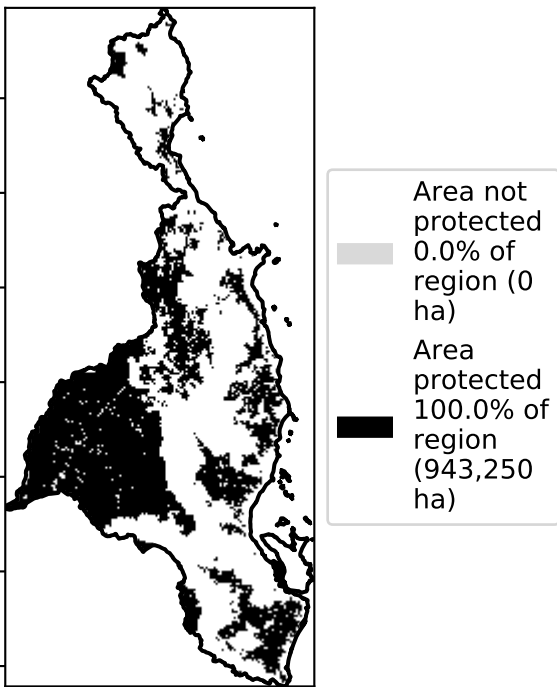 Area not
protected
0.0% of
region (0
ha)
Area
protected
100.0% of
region
(943,250
ha)